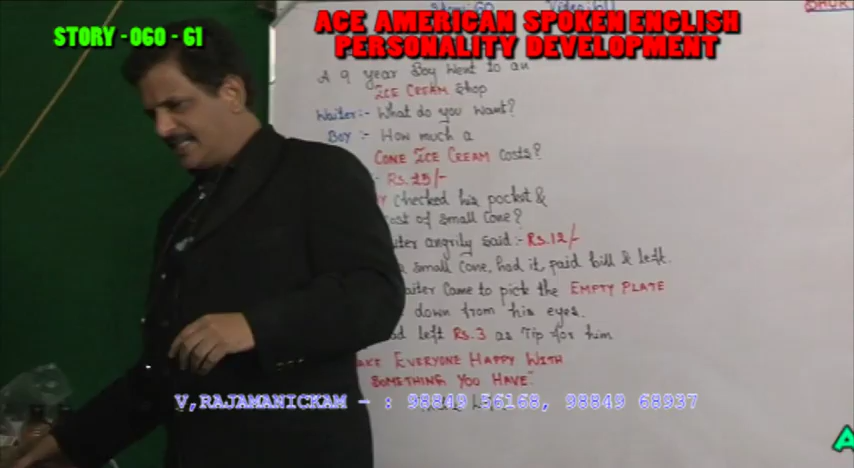 STORY -060 - 61
ACE AMERICAN SPOKEN ENGLISH
PERSONALITY DEVELOPMENT
A 9 year Boy Went to an
ICE CREAM Shop
Waiter:- What do you want?
Boy :- How much a
CONE ICE CREAM costs?
Rs.25/-
checked his pocket &
cost of small cone?
angrily said:- Rs.12/-
small cone, had it, paid bill & left.
Came to pick the EMPTY PLATE
down from his eyes.
left Rs.3 as Tip for him
EVERYONE HAPPY WITH
SOMETHING YOU HAVE"
V,RAJAMANICKAM - : 98849 56168, 98849 68937